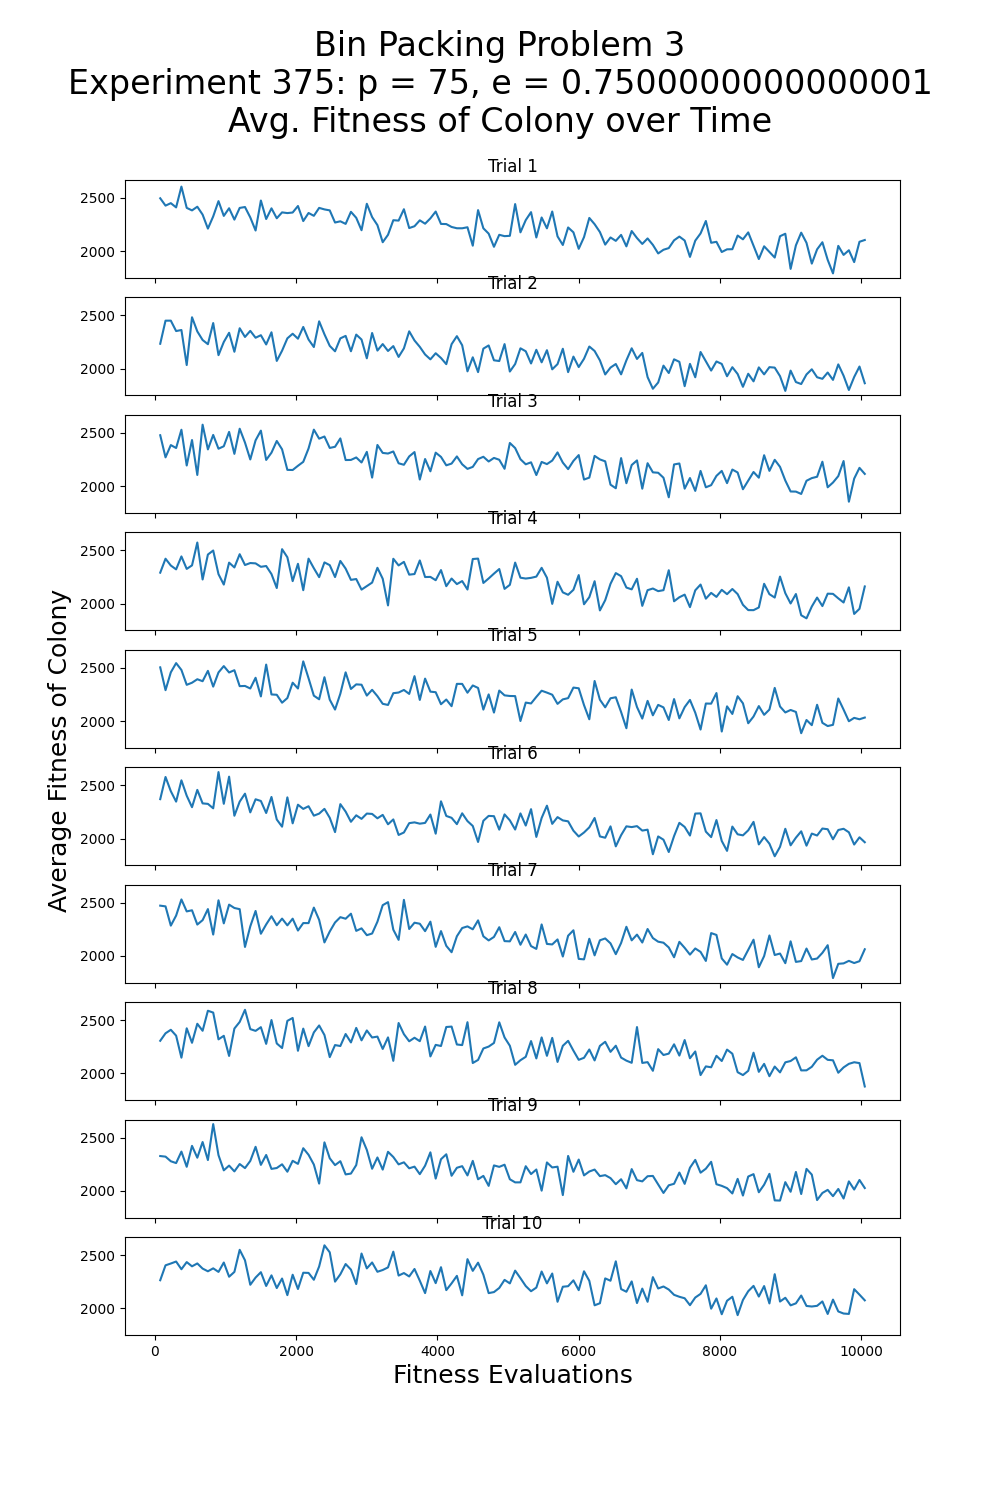 Bin Packing Problem 3
Experiment 375: p = 75, e = 0.7500000000000001
Avg. Fitness of Colony over Time
Trial 1
2500
2000
Trial 2
2500
2000
Trial 3
2500
2000
Trial 4
2500
2000
Trial 5
2500
2000
Trial 6
2500
2000
Trial 7
2500
2000
Trial 8
2500
2000
Trial 9
2500
2000
Trial 10
2500
2000
0 2000 4000 6000 8000 10000
Fitness Evaluations
Average Fitness of Colony